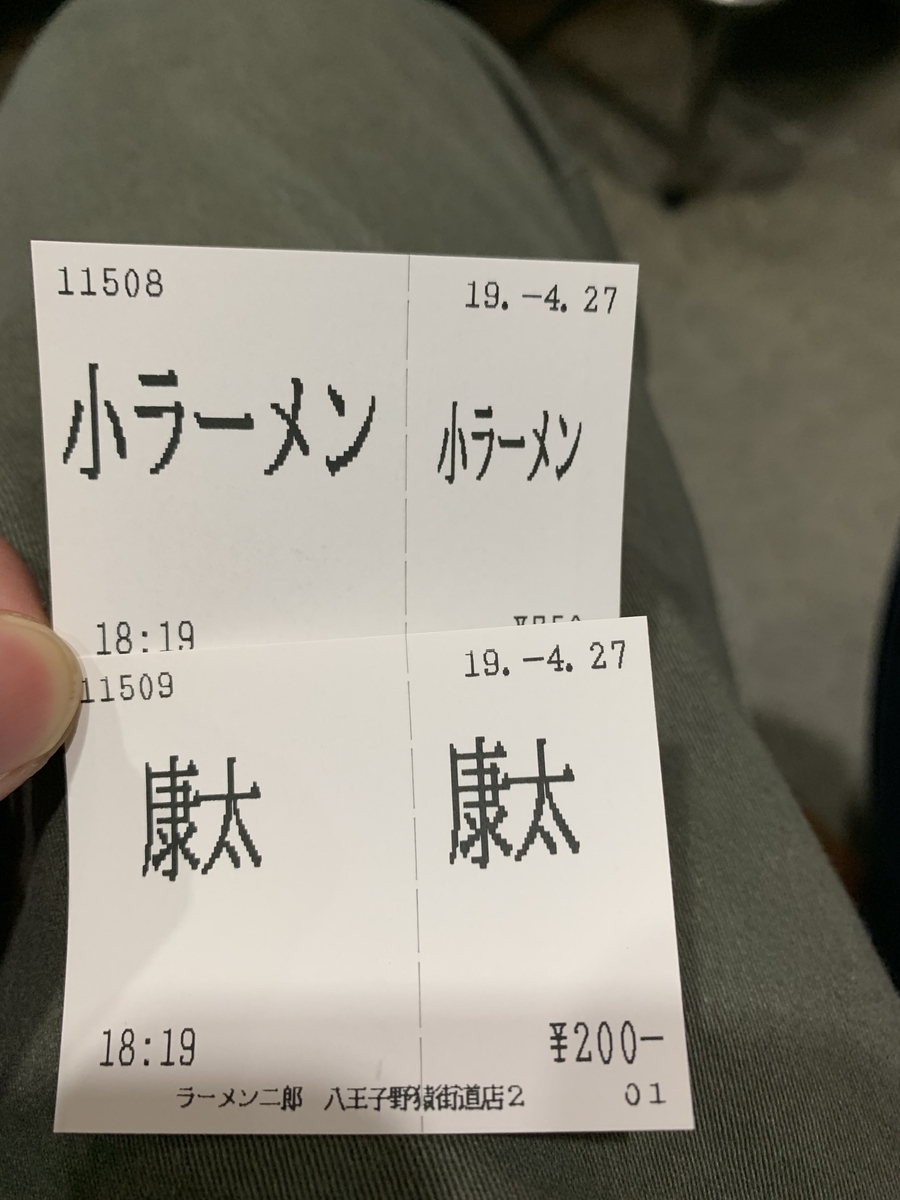 11508 19.-4.27
小ラーメン 小ラーメン
18:19
11509 19.-4.27
康太 康太
18:19 ¥200-
ラーメン二郎 八王子野猿街道店2 01